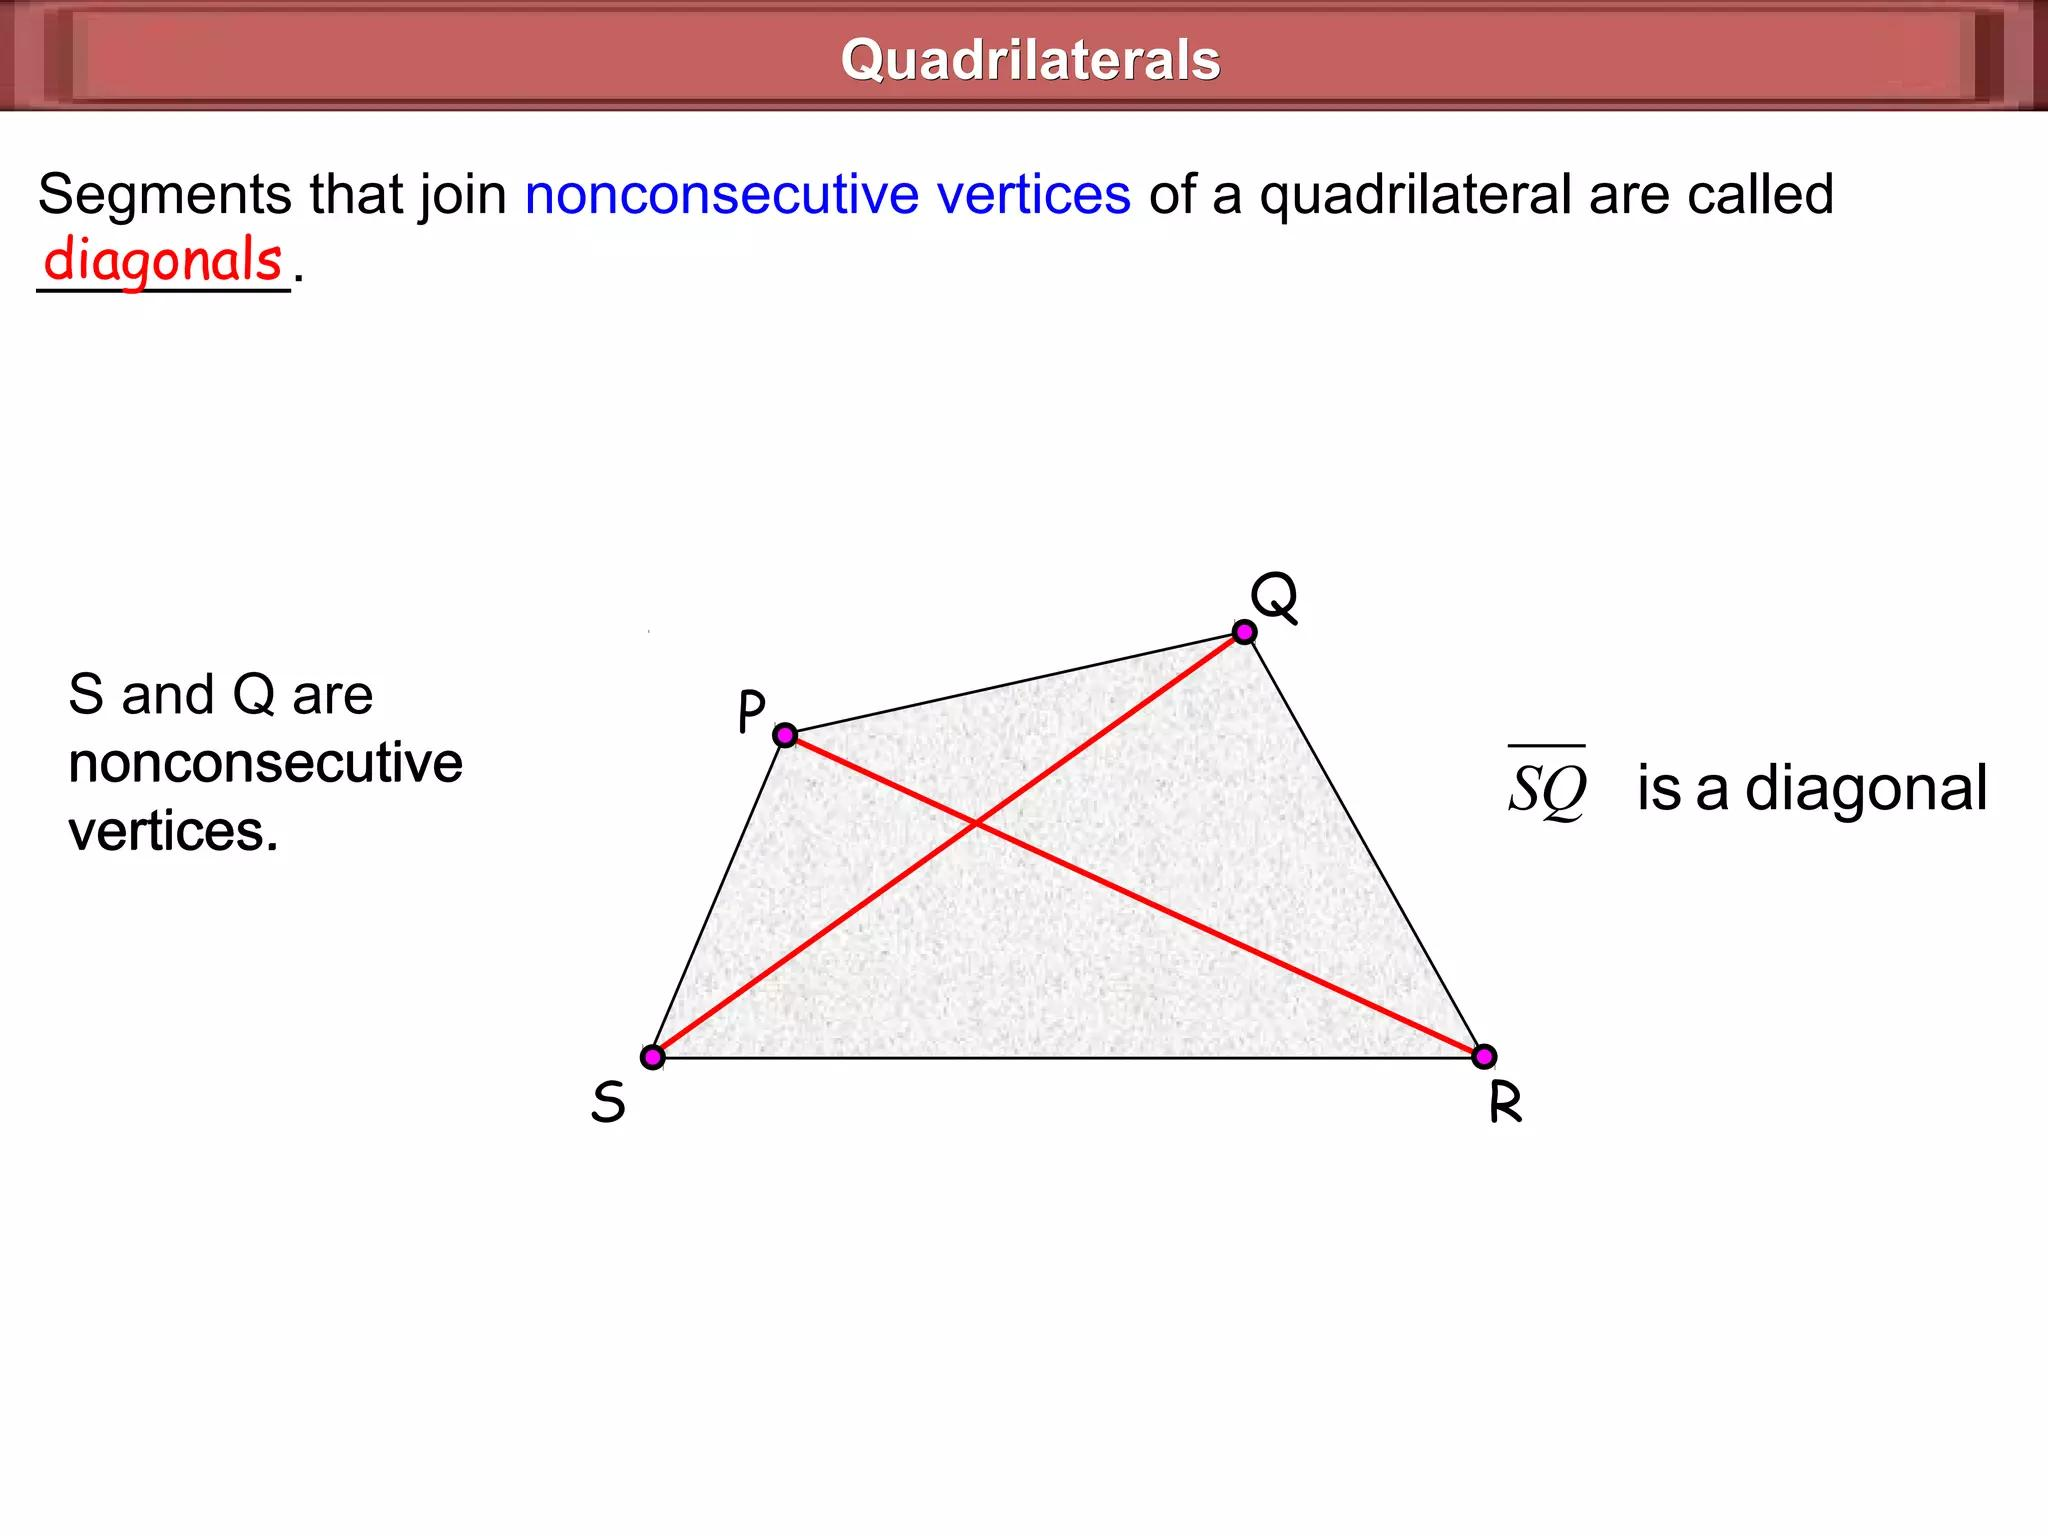 Quadrilaterals
Segments that join nonconsecutive vertices of a quadrilateral are called
diagonals.
Q
P
S and Q are
nonconsecutive
vertices.
SQ is a diagonal
S
R